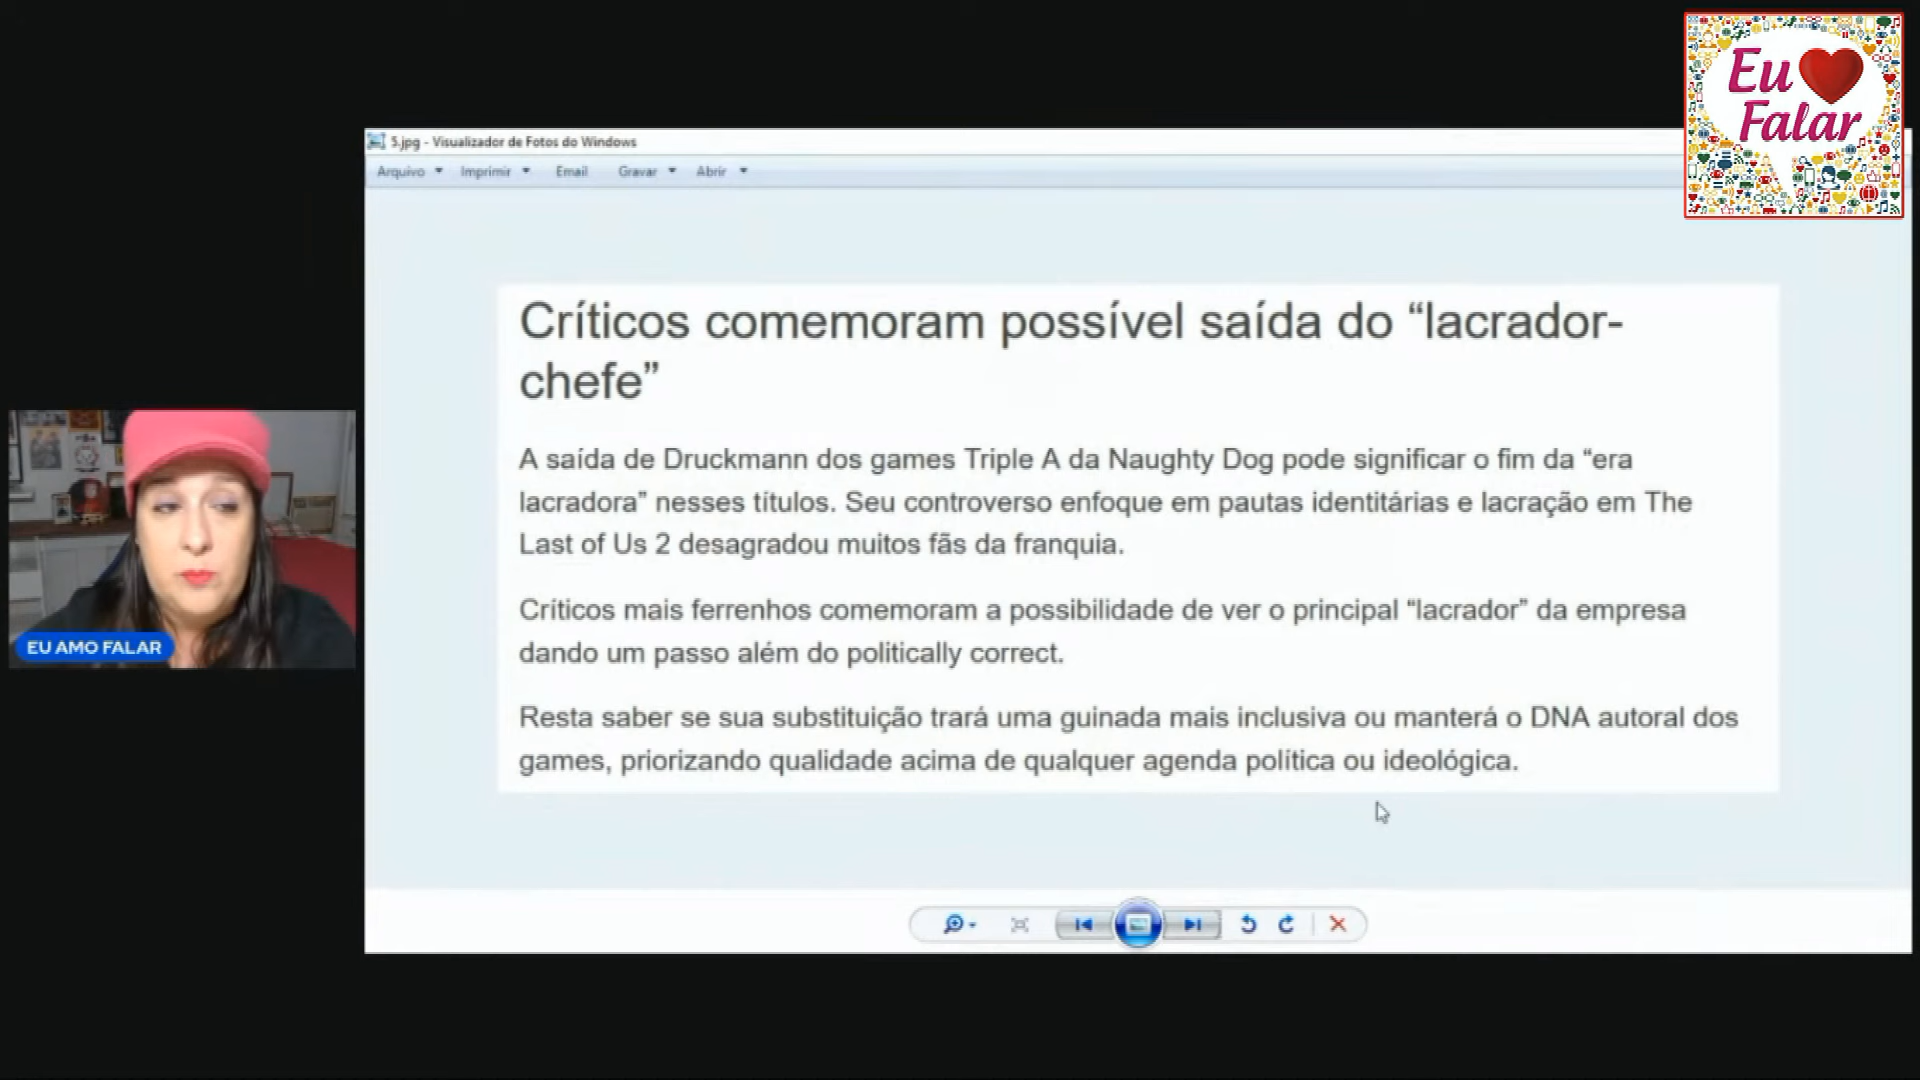 Eu
Falar
5.jpg - Visualizador de Fotos do Windows
Arquivo Imprimir Email Gravar Abrir
Críticos comemoram possível saída do “lacrador-
chefe”
A saída de Druckmann dos games Triple A da Naughty Dog pode significar o fim da “era
lacradora” nesses títulos. Seu controverso enfoque em pautas identitárias e lacração em The
Last of Us 2 desagradou muitos fãs da franquia.
Críticos mais ferrenhos comemoram a possibilidade de ver o principal “lacrador” da empresa
dando um passo além do politically correct.
Resta saber se sua substituição trará uma guinada mais inclusiva ou manterá o DNA autoral dos
games, priorizando qualidade acima de qualquer agenda política ou ideológica.
EU AMO FALAR